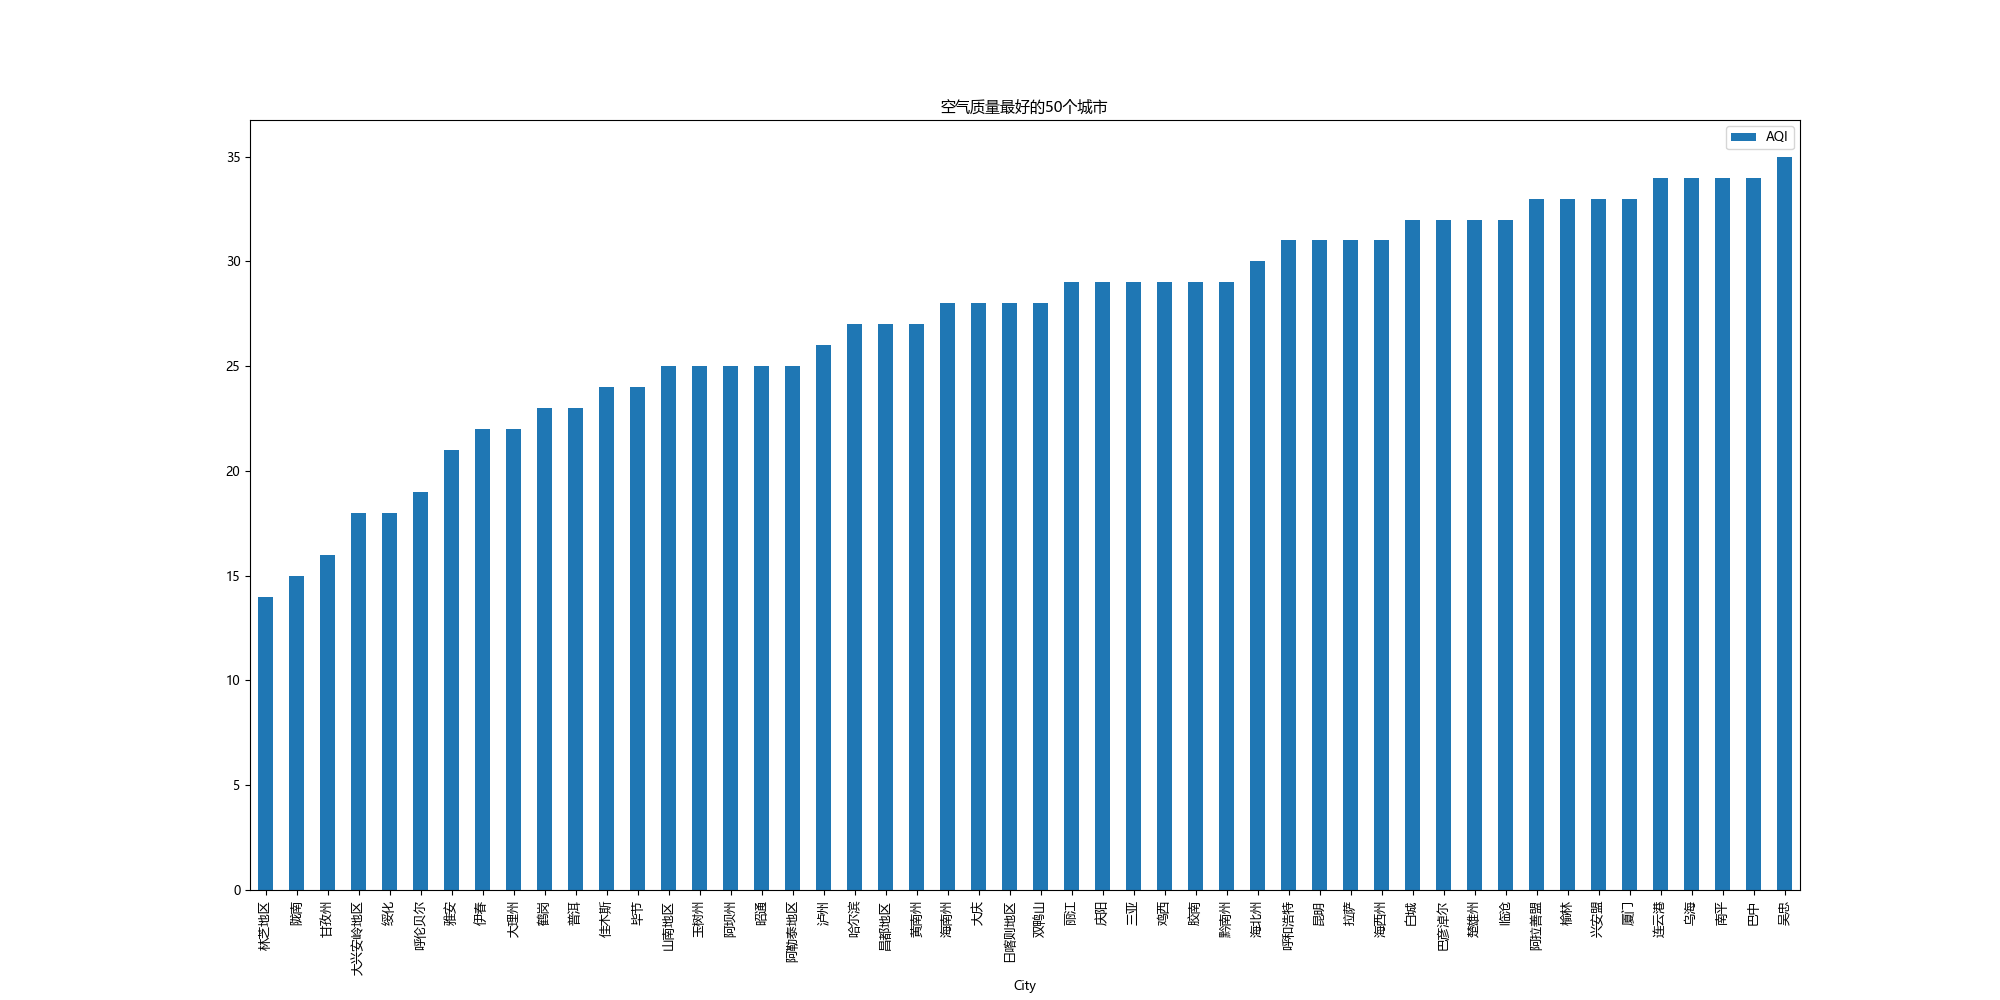 空气质量最好的50个城市
AQI
35
30
25
20
15
10
5
0
林芝地区
陇南
甘孜州
大兴安岭地区
绥化
呼伦贝尔
雅安
伊春
大理州
鹤岗
普洱
佳木斯
毕节
山南地区
玉树州
阿坝州
昭通
阿勒泰地区
泸州
哈尔滨
昌都地区
黄南州
海南州
大庆
日喀则地区
双鸭山
丽江
庆阳
三亚
鸡西
胶南
黔南州
海北州
呼和浩特
昆明
拉萨
海西州
白城
巴彦淖尔
楚雄州
临沧
阿拉善盟
榆林
兴安盟
厦门
连云港
乌海
南平
巴中
吴忠
City